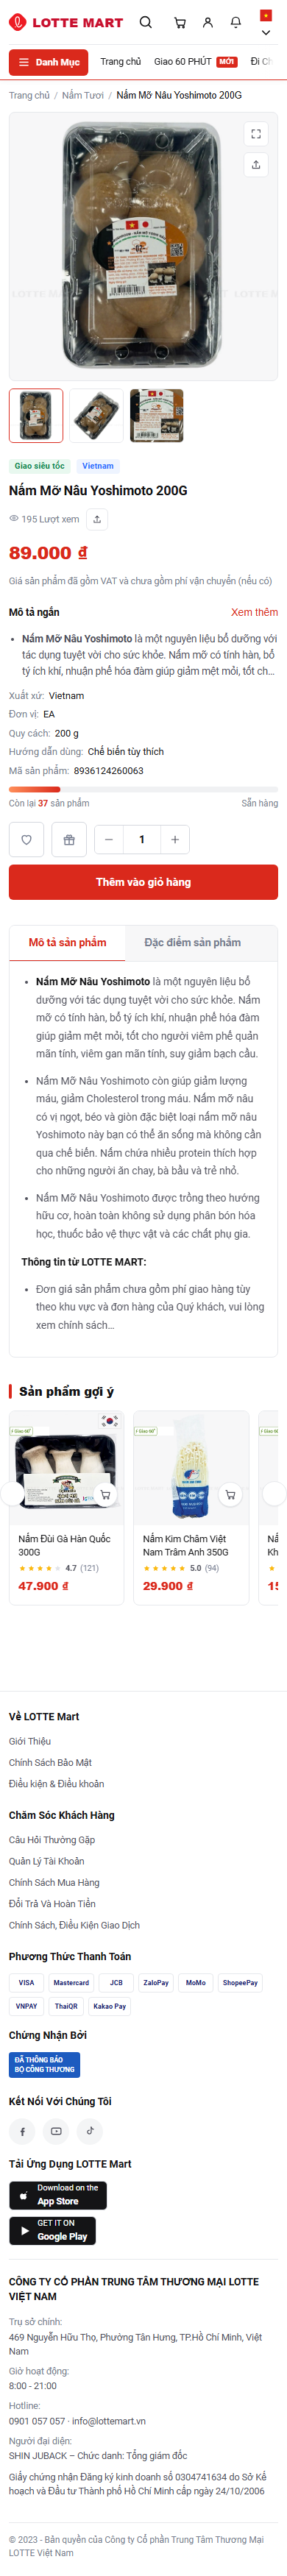 LOTTE MART
Danh Mục
Trang chủ
Giao 60 PHÚT MỚI
Đi Ch
Trang chủ / Nấm Tươi / Nấm Mỡ Nâu Yoshimoto 200G
LOTTE MART
LOTTE MART
Giao siêu tốc
Vietnam
Nấm Mỡ Nâu Yoshimoto 200G
195 Lượt xem
89.000 ₫
Giá sản phẩm đã gồm VAT và chưa gồm phí vận chuyển (nếu có)
Mô tả ngắn
Xem thêm
• Nấm Mỡ Nâu Yoshimoto là một nguyên liệu bổ dưỡng với
tác dụng tuyệt vời cho sức khỏe. Nấm mỡ có tính hàn, bổ
tỳ ích khí, nhuận phế hóa đàm giúp giảm mệt mỏi, tốt ch...
Xuất xứ: Vietnam
Đơn vị: EA
Quy cách: 200 g
Hướng dẫn dùng: Chế biến tùy thích
Mã sản phẩm: 8936124260063
Còn lại 37 sản phẩm
Sẵn hàng
1
Thêm vào giỏ hàng
Mô tả sản phẩm
Đặc điểm sản phẩm
• Nấm Mỡ Nâu Yoshimoto là một nguyên liệu bổ
dưỡng với tác dụng tuyệt vời cho sức khỏe. Nấm
mỡ có tính hàn, bổ tỳ ích khí, nhuận phế hóa đàm
giúp giảm mệt mỏi, tốt cho người viêm phế quản
mãn tính, viêm gan mãn tính, suy giảm bạch cầu.
• Nấm Mỡ Nâu Yoshimoto còn giúp giảm lượng
máu, giảm Cholesterol trong máu. Nấm mỡ nâu
có vị ngọt, béo và giòn đặc biệt loại nấm mỡ nâu
Yoshimoto này bạn có thể ăn sống mà không cần
qua chế biến. Nấm chứa nhiều protein thích hợp
cho những người ăn chay, bà bầu và trẻ nhỏ.
• Nấm Mỡ Nâu Yoshimoto được trồng theo hướng
hữu cơ, hoàn toàn không sử dụng phân bón hóa
học, thuốc bảo vệ thực vật và các chất phụ gia.
Thông tin từ LOTTE MART:
• Đơn giá sản phẩm chưa gồm phí giao hàng tùy
theo khu vực và đơn hàng của Quý khách, vui lòng
xem chính sách...
Sản phẩm gợi ý
Nấm Đùi Gà Hàn Quốc
300G
4.7 (121)
47.900 ₫
Nấm Kim Châm Việt
Nam Trâm Anh 350G
5.0 (94)
29.900 ₫
Về LOTTE Mart
Giới Thiệu
Chính Sách Bảo Mật
Điều kiện & Điều khoản
Chăm Sóc Khách Hàng
Câu Hỏi Thường Gặp
Quản Lý Tài Khoản
Chính Sách Mua Hàng
Đổi Trả Và Hoàn Tiền
Chính Sách, Điều Kiện Giao Dịch
Phương Thức Thanh Toán
VISA
Mastercard
JCB
ZaloPay
MoMo
ShopeePay
VNPAY
ThaiQR
Kakao Pay
Chứng Nhận Bởi
ĐÃ THÔNG BÁO
BỘ CÔNG THƯƠNG
Kết Nối Với Chúng Tôi
Tải Ứng Dụng LOTTE Mart
Download on the
App Store
GET IT ON
Google Play
CÔNG TY CỔ PHẦN TRUNG TÂM THƯƠNG MẠI LOTTE
VIỆT NAM
Trụ sở chính:
469 Nguyễn Hữu Thọ, Phường Tân Hưng, TP.Hồ Chí Minh, Việt
Nam
Giờ hoạt động:
8:00 - 21:00
Hotline:
0901 057 057 · info@lottemart.vn
Người đại diện:
SHIN JUBACK – Chức danh: Tổng giám đốc
Giấy chứng nhận Đăng ký kinh doanh số 0304741634 do Sở Kế
hoạch và Đầu tư Thành phố Hồ Chí Minh cấp ngày 24/10/2006
© 2023 - Bản quyền của Công ty Cổ phần Trung Tâm Thương Mại
LOTTE Việt Nam